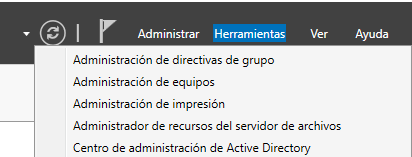 Administrar Herramientas Ver Ayuda
Administración de directivas de grupo
Administración de equipos
Administración de impresión
Administrador de recursos del servidor de archivos
Centro de administración de Active Directory